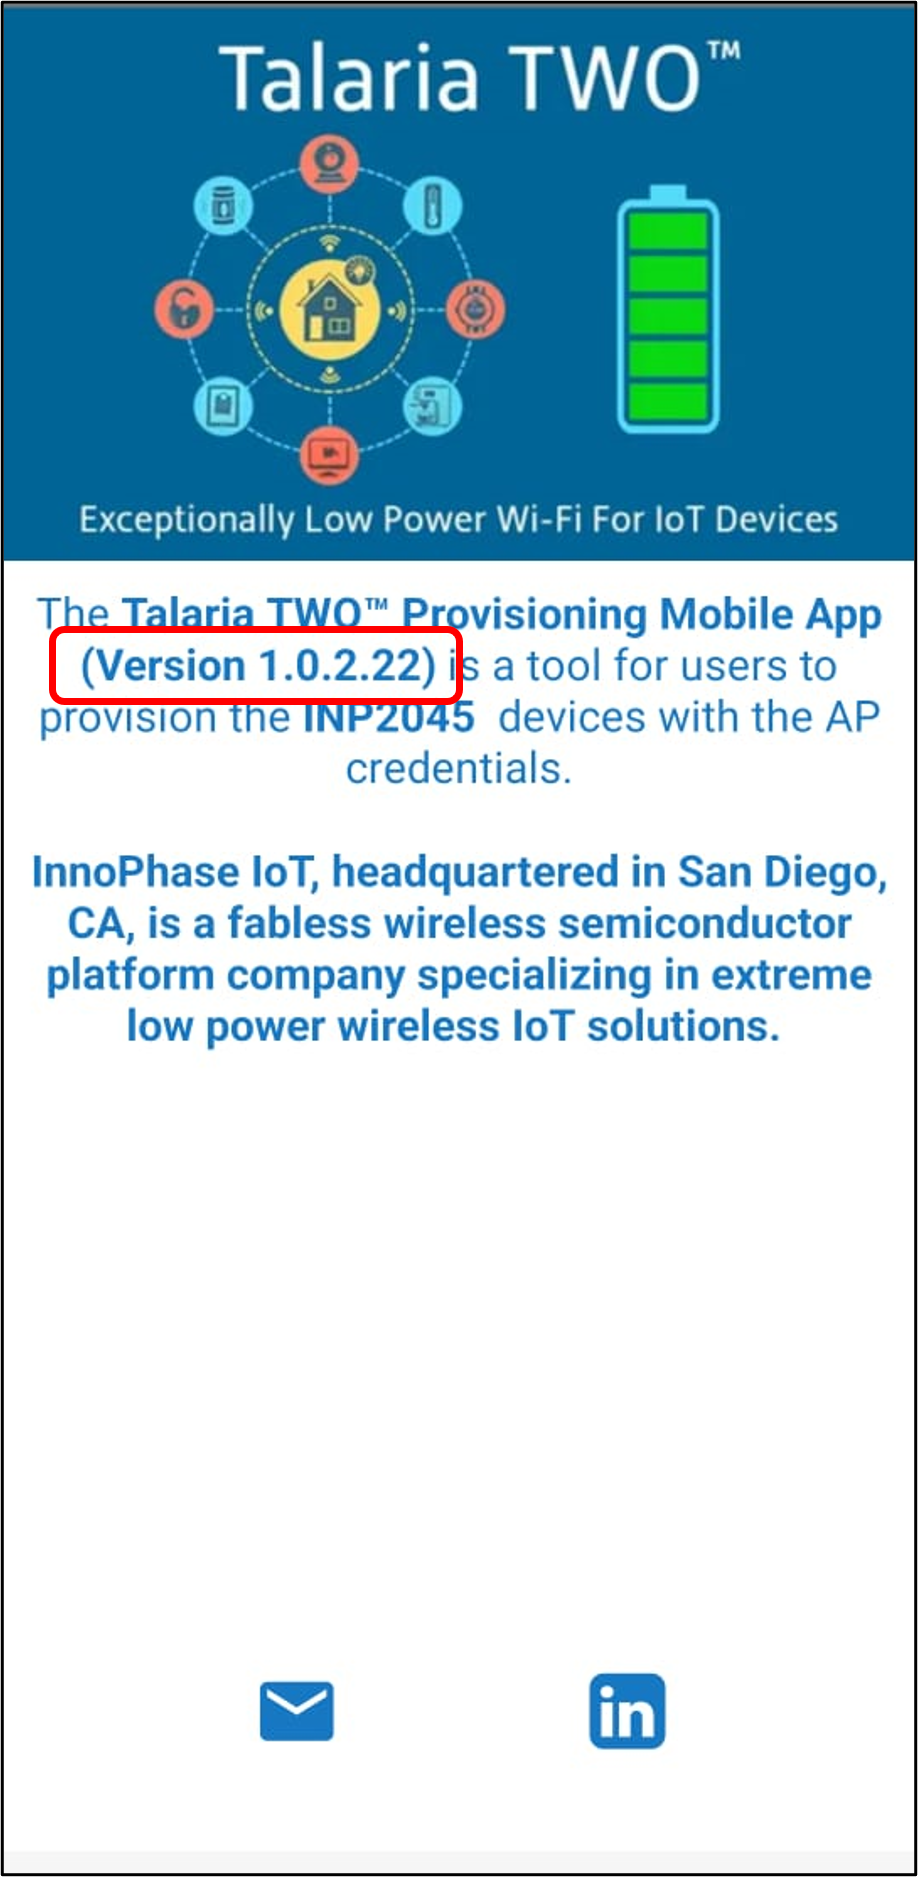 Talaria TWO™
Exceptionally Low Power Wi-Fi For IoT Devices
The Talaria TWO™ Provisioning Mobile App
(Version 1.0.2.22) is a tool for users to
provision the INP2045 devices with the AP
credentials.
InnoPhase IoT, headquartered in San Diego,
CA, is a fabless wireless semiconductor
platform company specializing in extreme
low power wireless IoT solutions.
in